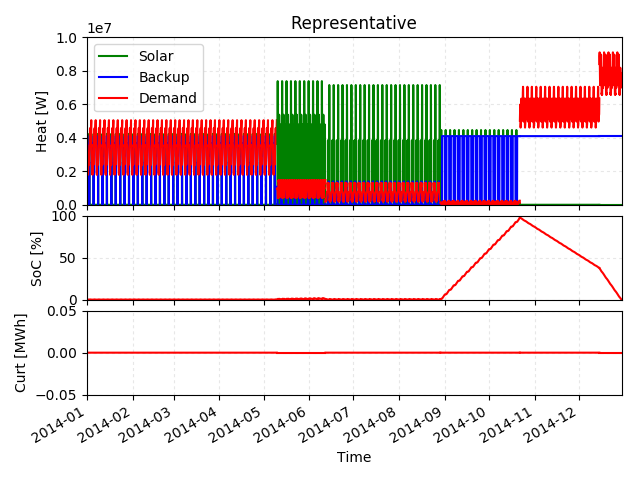 Representative
1e7
1.0
0.8
0.6
0.4
0.2
0.0
Heat [W]
Solar
Backup
Demand
100
50
0
SoC [%]
0.05
0.00
−0.05
Curt [MWh]
2014-01
2014-02
2014-03
2014-04
2014-05
2014-06
2014-07
2014-08
2014-09
2014-10
2014-11
2014-12
Time